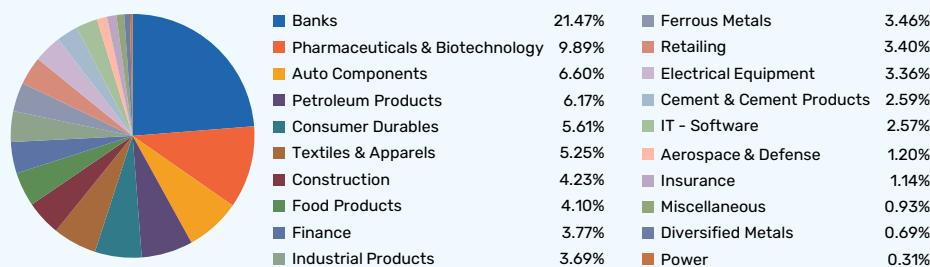 Banks 21.47%
Pharmaceuticals & Biotechnology 9.89%
Auto Components 6.60%
Petroleum Products 6.17%
Consumer Durables 5.61%
Textiles & Apparels 5.25%
Construction 4.23%
Food Products 4.10%
Finance 3.77%
Industrial Products 3.69%
Ferrous Metals 3.46%
Retailing 3.40%
Electrical Equipment 3.36%
Cement & Cement Products 2.59%
IT - Software 2.57%
Aerospace & Defense 1.20%
Insurance 1.14%
Miscellaneous 0.93%
Diversified Metals 0.69%
Power 0.31%